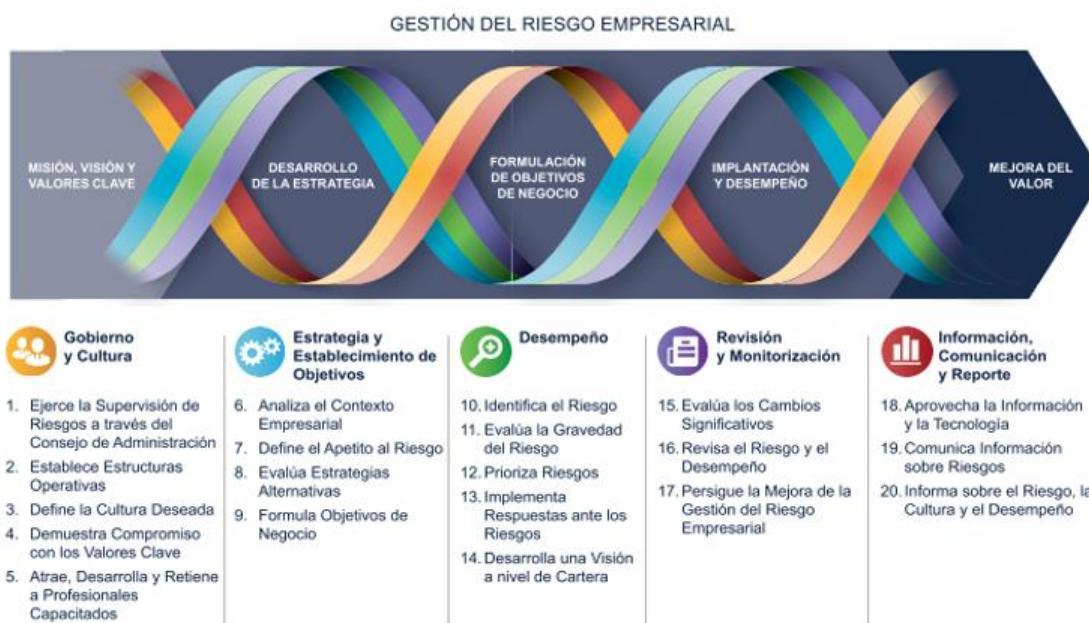 GESTIÓN DEL RIESGO EMPRESARIAL
MISIÓN, VISIÓN Y
VALORES CLAVE
DESARROLLO
DE LA ESTRATEGIA
FORMULACIÓN
DE OBJETIVOS
DE NEGOCIO
IMPLANTACIÓN
Y DESEMPEÑO
MEJORA DEL
VALOR
Gobierno
y Cultura
1. Ejerce la Supervisión de
Riesgos a través del
Consejo de Administración
2. Establece Estructuras
Operativas
3. Define la Cultura Deseada
4. Demuestra Compromiso
con los Valores Clave
5. Atrae, Desarrolla y Retiene
a Profesionales
Capacitados
Estrategia y
Establecimiento de
Objetivos
6. Analiza el Contexto
Empresarial
7. Define el Apetito al Riesgo
8. Evalúa Estrategias
Alternativas
9. Formula Objetivos de
Negocio
Desempeño
10. Identifica el Riesgo
11. Evalúa la Gravedad
del Riesgo
12. Prioriza Riesgos
13. Implementa
Respuestas ante los
Riesgos
14. Desarrolla una Visión
a nivel de Cartera
Revisión
y Monitorización
15. Evalúa los Cambios
Significativos
16. Revisa el Riesgo y el
Desempeño
17. Persigue la Mejora de la
Gestión del Riesgo
Empresarial
Información,
Comunicación
y Reporte
18. Aprovecha la Información
y la Tecnología
19. Comunica Información
sobre Riesgos
20. Informa sobre el Riesgo, la
Cultura y el Desempeño